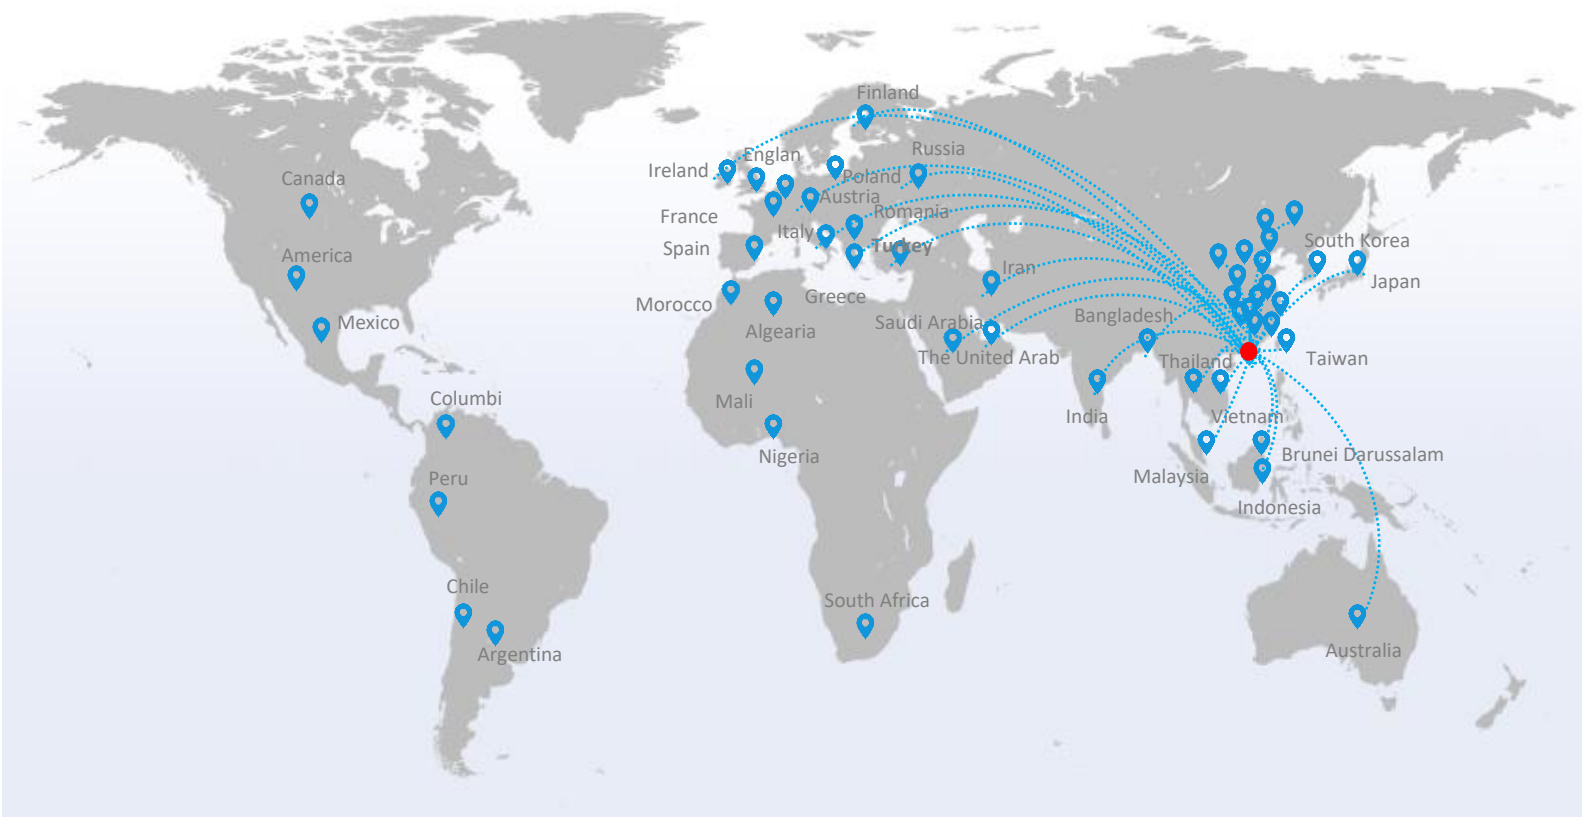 Finland
Englan
Russia
Ireland
Poland
Canada
Austria
France
Romania
Italy
Spain
Turkey
South Korea
America
Iran
Japan
Morocco
Greece
Mexico
Algearia
Saudi Arabia
Bangladesh
The United Arab
Thailand
Taiwan
Mali
Columbi
India
Vietnam
Nigeria
Brunei Darussalam
Peru
Malaysia
Indonesia
Chile
South Africa
Argentina
Australia